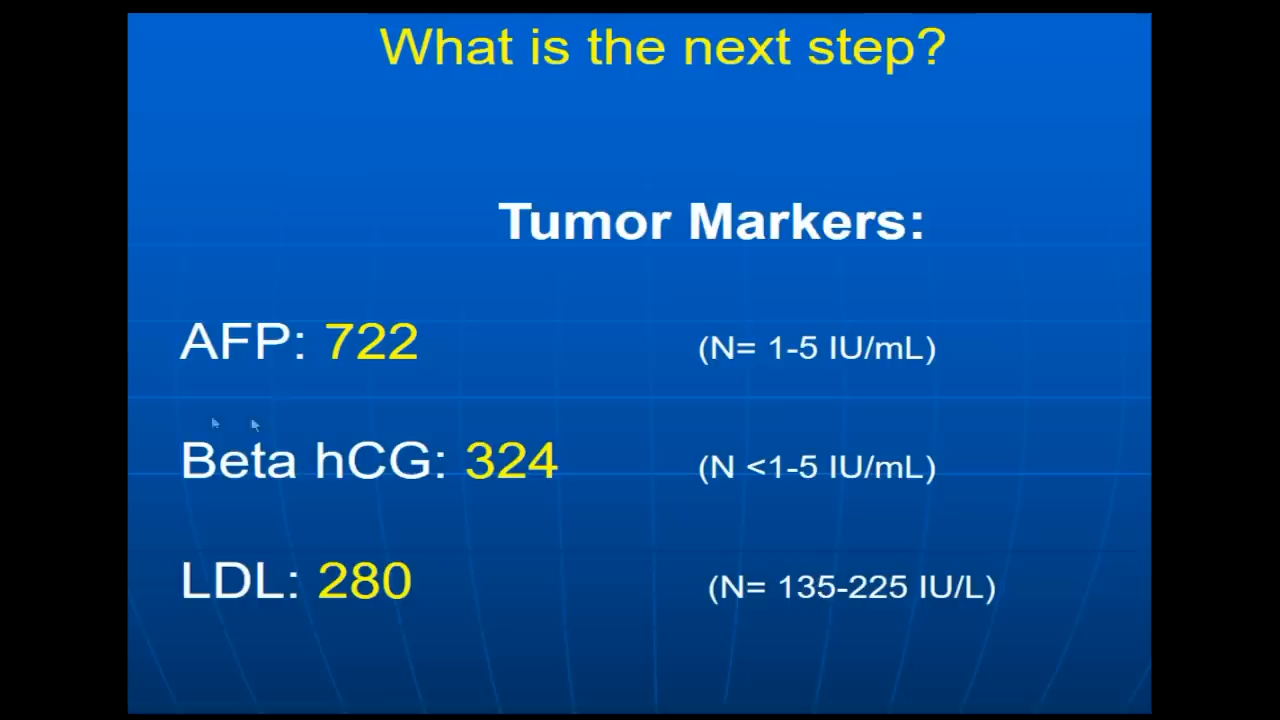 What is the next step?
Tumor Markers:
AFP: 722 (N= 1-5 IU/mL)
Beta hCG: 324 (N <1-5 IU/mL)
LDL: 280 (N= 135-225 IU/L)